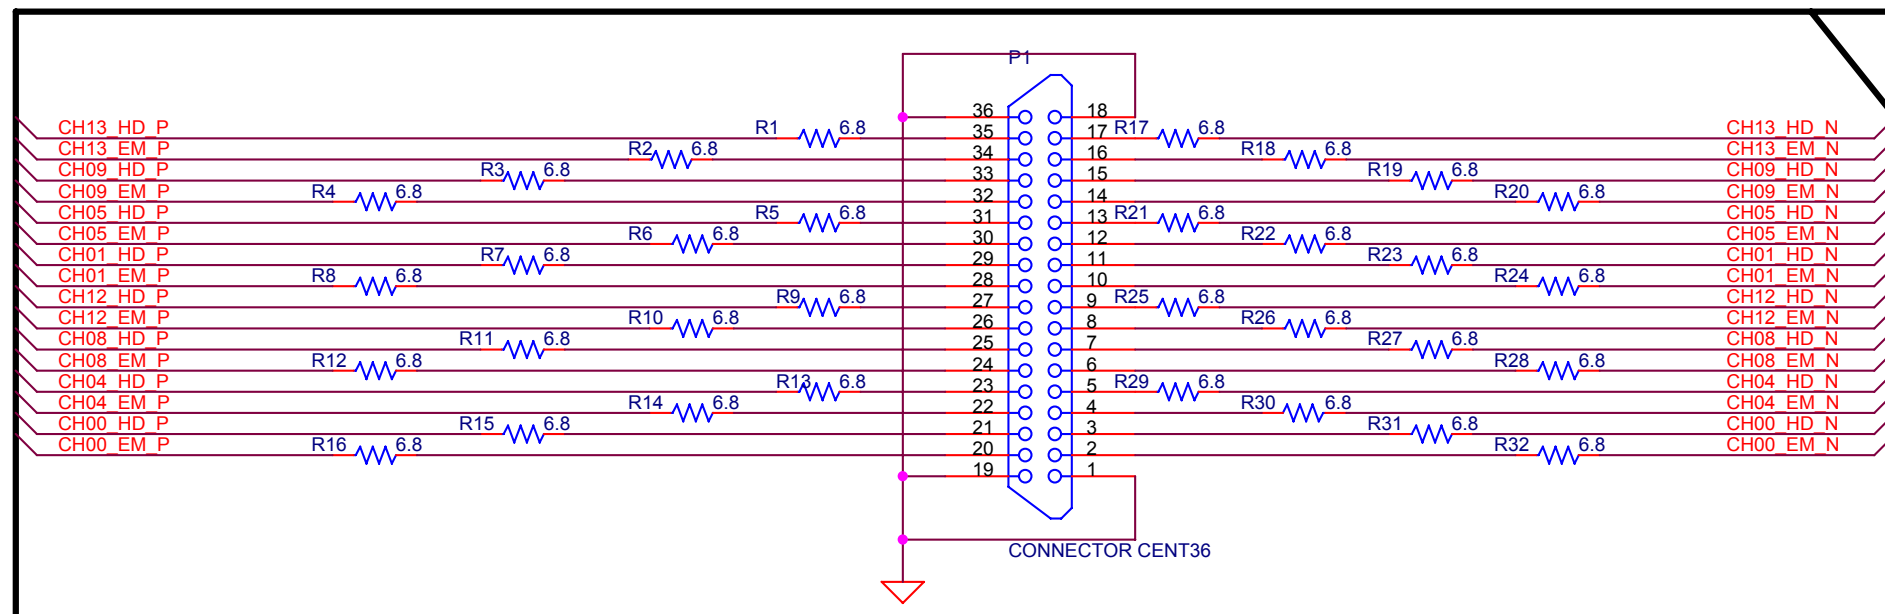 P1
36 18
CH13_HD_P R1 6.8 35 17 R17 6.8 CH13_HD_N
CH13_EM_P R2 6.8 34 16 R18 6.8 CH13_EM_N
CH09_HD_P R3 6.8 33 15 R19 6.8 CH09_HD_N
CH09_EM_P R4 6.8 32 14 R20 6.8 CH09_EM_N
CH05_HD_P R5 6.8 31 13 R21 6.8 CH05_HD_N
CH05_EM_P R6 6.8 30 12 R22 6.8 CH05_EM_N
CH01_HD_P R7 6.8 29 11 R23 6.8 CH01_HD_N
CH01_EM_P R8 6.8 28 10 R24 6.8 CH01_EM_N
CH12_HD_P R9 6.8 27 9 R25 6.8 CH12_HD_N
CH12_EM_P R10 6.8 26 8 R26 6.8 CH12_EM_N
CH08_HD_P R11 6.8 25 7 R27 6.8 CH08_HD_N
CH08_EM_P R12 6.8 24 6 R28 6.8 CH08_EM_N
CH04_HD_P R13 6.8 23 5 R29 6.8 CH04_HD_N
CH04_EM_P R14 6.8 22 4 R30 6.8 CH04_EM_N
CH00_HD_P R15 6.8 21 3 R31 6.8 CH00_HD_N
CH00_EM_P R16 6.8 20 2 R32 6.8 CH00_EM_N
19 1
CONNECTOR CENT36